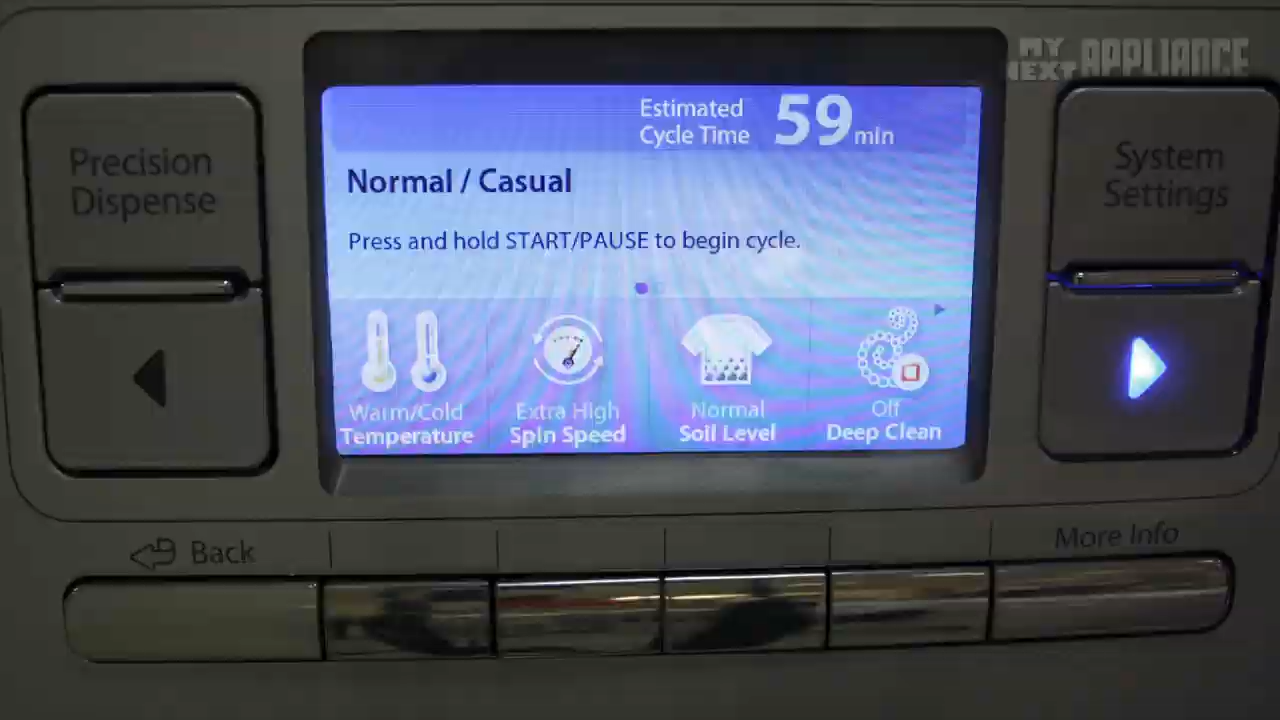 MY NEXT APPLIANCE
Estimated
Cycle Time 59 min
Precision
Dispense
System
Settings
Normal / Casual
Press and hold START/PAUSE to begin cycle.
Warm/Cold
Temperature
Extra High
Spin Speed
Normal
Soil Level
Off
Deep Clean
Back
More Info